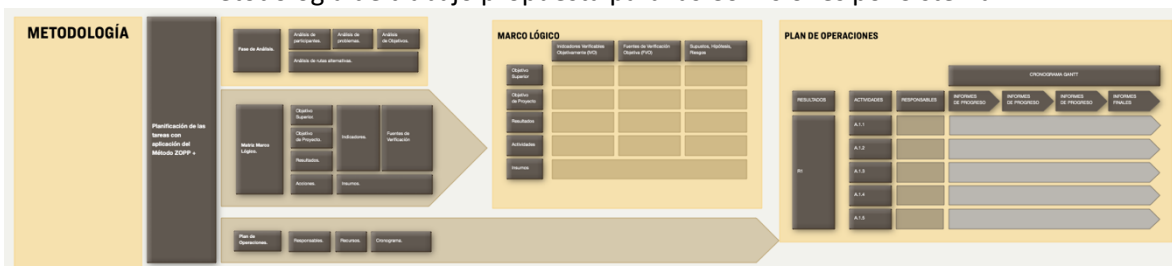 METODOLOGÍA
Planificación de las
tareas con
aplicación del
Método ZOPP +
Fase de Análisis.
Análisis de
participantes.
Análisis de
problemas.
Análisis
de Objetivos.
Análisis de rutas alternativas.
Matriz Marco
Lógico.
Objetivo
Superior
Objetivo
de Proyecto.
Resultados.
Acciones.
Indicadores.
Fuentes de
Verificación
Insumos.
Plan de
Operaciones.
Responsables.
Recursos.
Cronograma.
MARCO LÓGICO
Indicadores Verificables
Objetivamente (IVO)
Fuentes de Verificación
Objetiva (FVO)
Supuestos, Hipótesis,
Riesgos
Objetivo
Superior
Objetivo
de Proyecto
Resultados
Actividades
Insumos
PLAN DE OPERACIONES
CRONOGRAMA GANTT
RESULTADOS
ACTIVIDADES
RESPONSABLES
INFORMES
DE PROGRESO
INFORMES
DE PROGRESO
INFORMES
DE PROGRESO
INFORMES
FINALES
A.1.1
A.1.2
A.1.3
A.1.4
A.1.5